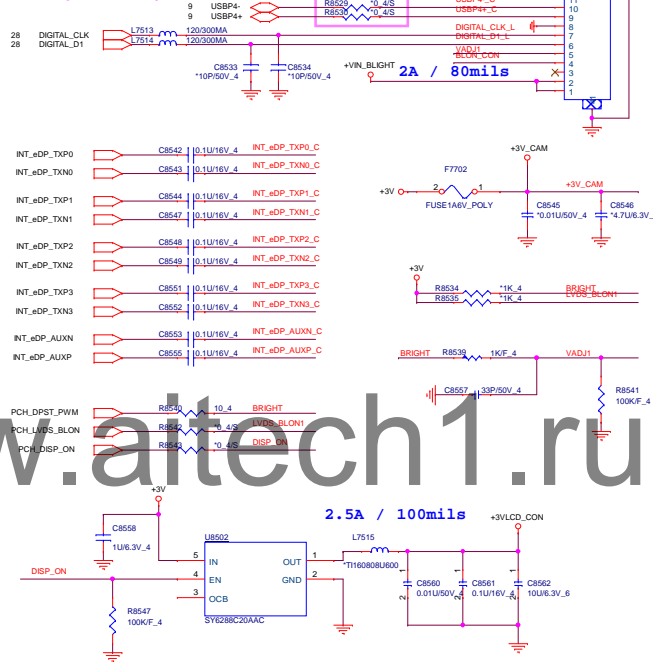 9 USBP4- R8529 *0_4/S USBP4-_C
9 USBP4+ R8530 *0_4/S USBP4+_C
28 DIGITAL_CLK L7513 120/300MA DIGITAL_CLK_L
28 DIGITAL_D1 L7514 120/300MA DIGITAL_D1_L
C8533 *10P/50V_4
C8534 *10P/50V_4
VADJ1
BLON_CON
+VIN_BLIGHT
2A / 80mils
10
9
8
7
6
5
4
3
2
1
INT_eDP_TXP0 C8542 0.1U/16V_4 INT_eDP_TXP0_C
INT_eDP_TXN0 C8543 0.1U/16V_4 INT_eDP_TXN0_C
INT_eDP_TXP1 C8544 0.1U/16V_4 INT_eDP_TXP1_C
INT_eDP_TXN1 C8547 0.1U/16V_4 INT_eDP_TXN1_C
INT_eDP_TXP2 C8548 0.1U/16V_4 INT_eDP_TXP2_C
INT_eDP_TXN2 C8549 0.1U/16V_4 INT_eDP_TXN2_C
INT_eDP_TXP3 C8551 0.1U/16V_4 INT_eDP_TXP3_C
INT_eDP_TXN3 C8552 0.1U/16V_4 INT_eDP_TXN3_C
INT_eDP_AUXN C8553 0.1U/16V_4 INT_eDP_AUXN_C
INT_eDP_AUXP C8555 0.1U/16V_4 INT_eDP_AUXP_C
+3V_CAM
F7702
+3V 2 1 +3V_CAM
FUSE1A6V_POLY
C8545 *0.01U/50V_4
C8546 *4.7U/6.3V_
+3V
R8534 *1K_4 BRIGHT
R8535 *1K_4 LVDS_BLON1
BRIGHT R8539 1K/F_4 VADJ1
C8557 33P/50V_4
R8541 100K/F_4
PCH_DPST_PWM R8540 10_4 BRIGHT
PCH_LVDS_BLON R8542 *0_4/S LVDS_BLON1
PCH_DISP_ON R8543 *0_4/S DISP_ON
w.aitech1.ru
+3V
2.5A / 100mils
C8558 1U/6.3V_4
U8502
L7515
+3VLCD_CON
5 IN OUT 1
*TI160808U600
DISP_ON 4 EN GND 2
3 OCB
SY6288C20AAC
R8547 100K/F_4
1 2 C8560 0.01U/50V_4
1 2 C8561 0.1U/16V_4
1 2 C8562 10U/6.3V_6